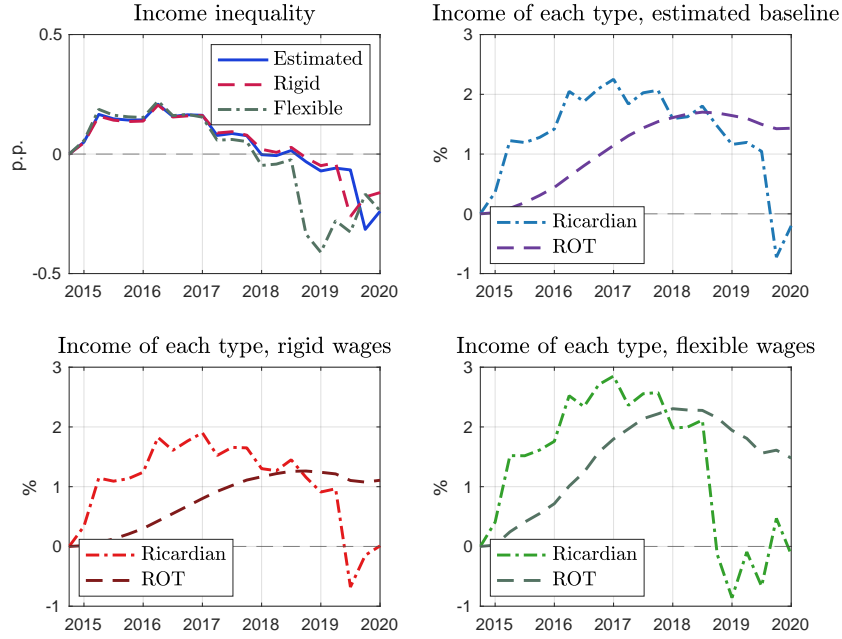 Income inequality
0.5
0
-0.5
p.p.
Estimated
Rigid
Flexible
2015 2016 2017 2018 2019 2020
Income of each type, estimated baseline
3
2
1
0
-1
%
Ricardian
ROT
2015 2016 2017 2018 2019 2020
Income of each type, rigid wages
3
2
1
0
-1
%
Ricardian
ROT
2015 2016 2017 2018 2019 2020
Income of each type, flexible wages
3
2
1
0
-1
%
Ricardian
ROT
2015 2016 2017 2018 2019 2020